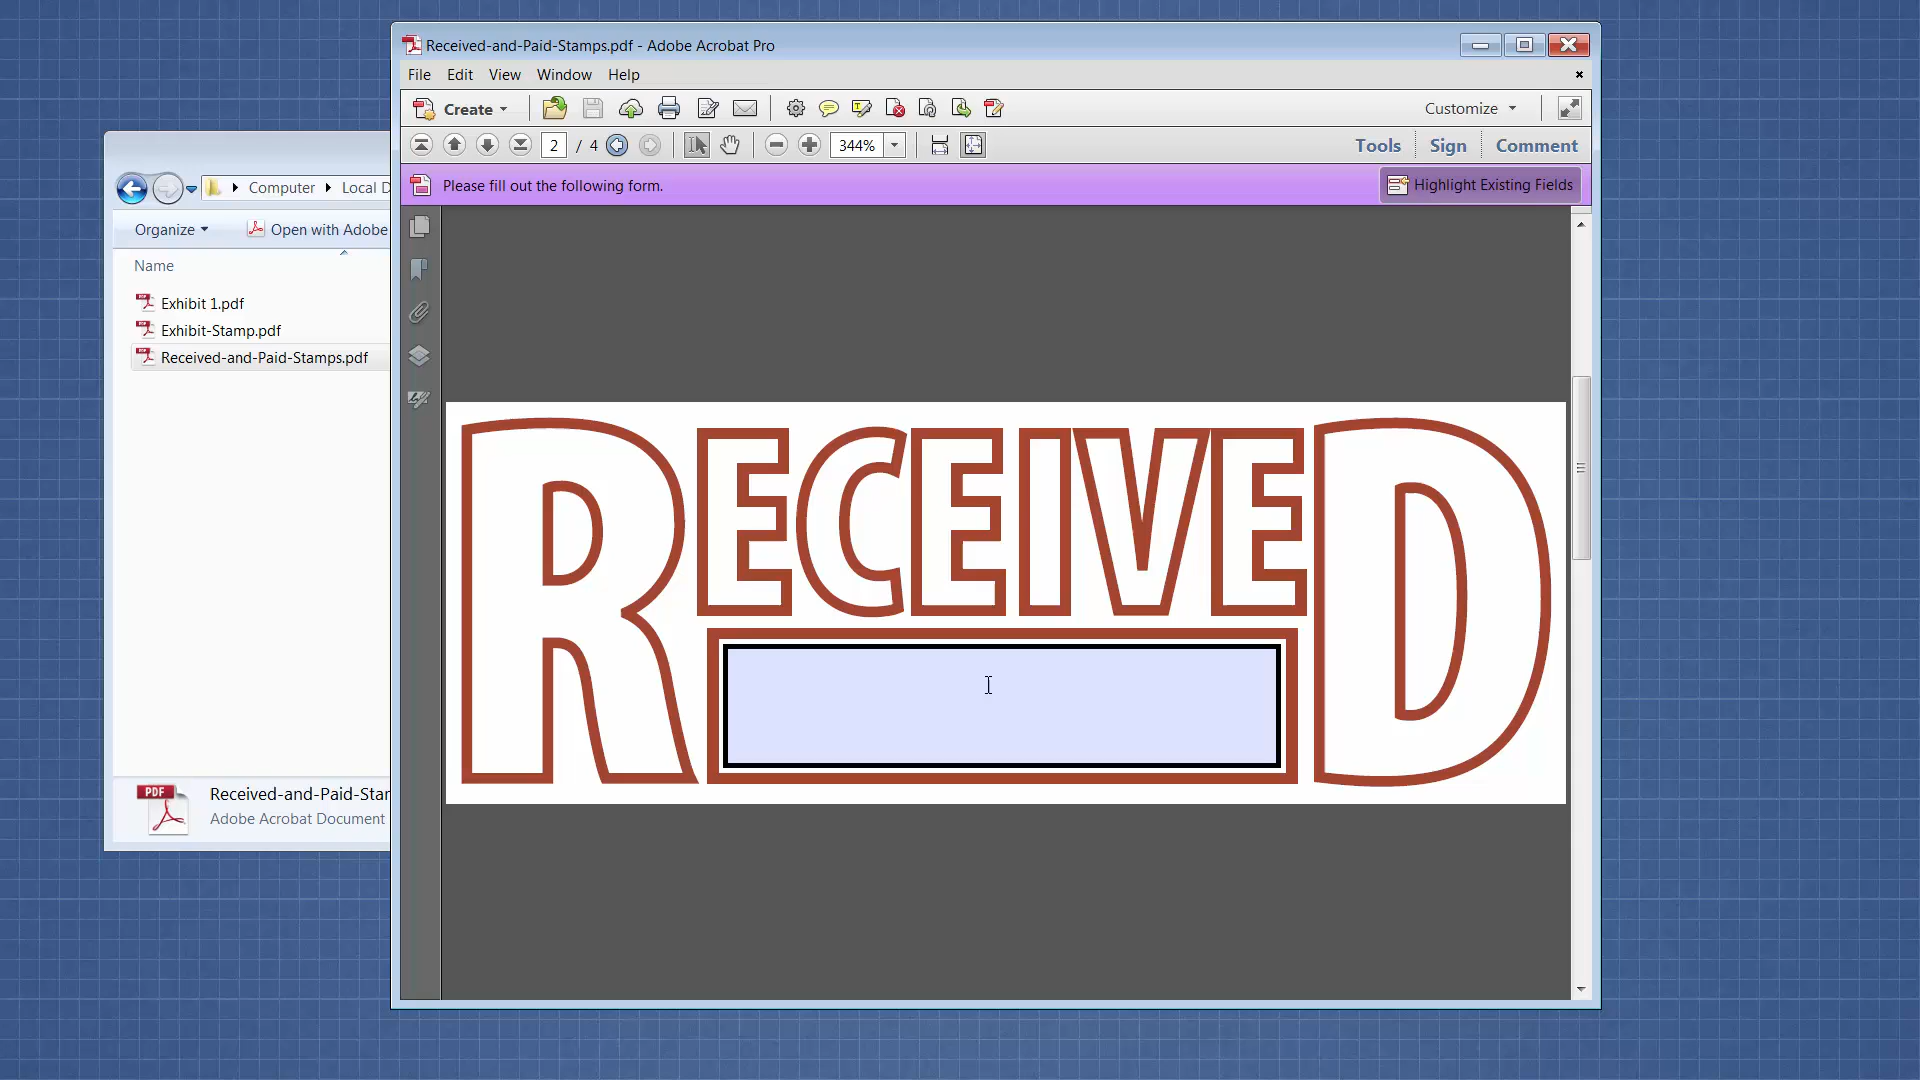 Received-and-Paid-Stamps.pdf - Adobe Acrobat Pro
File Edit View Window Help
Create
Customize
2 / 4
344%
Tools Sign Comment
Please fill out the following form.
Highlight Existing Fields
Computer Local D
Organize Open with Adobe
Name
Exhibit 1.pdf
Exhibit-Stamp.pdf
Received-and-Paid-Stamps.pdf
RECEIVED
PDF
Received-and-Paid-Star
Adobe Acrobat Document